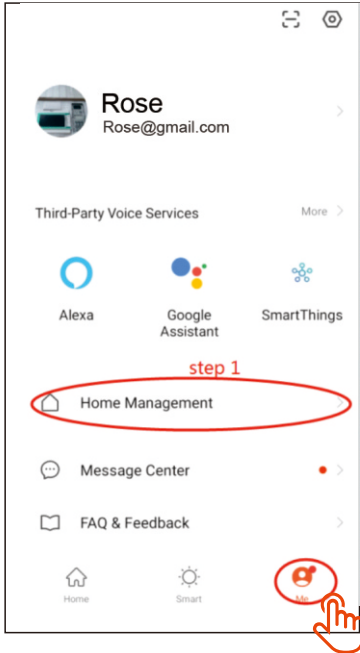 Rose
Rose@gmail.com
Third-Party Voice Services More
Alexa
Google
Assistant
SmartThings
step 1
Home Management
Message Center
FAQ & Feedback
Home
Smart
Me